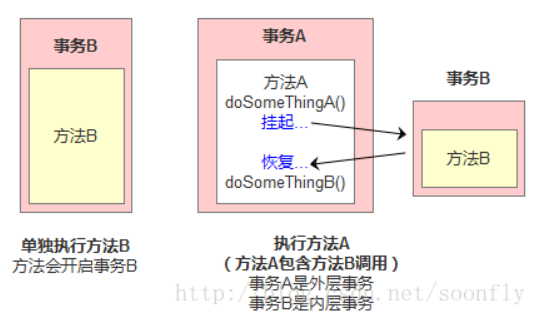 事务B
方法B
单独执行方法B
方法会开启事务B
事务A
方法A
doSomeThingA()
挂起...
恢复...
doSomeThingB()
事务B
方法B
执行方法A
（方法A包含方法B调用）
事务A是外层事务
事务B是内层事务
.net/soonfly